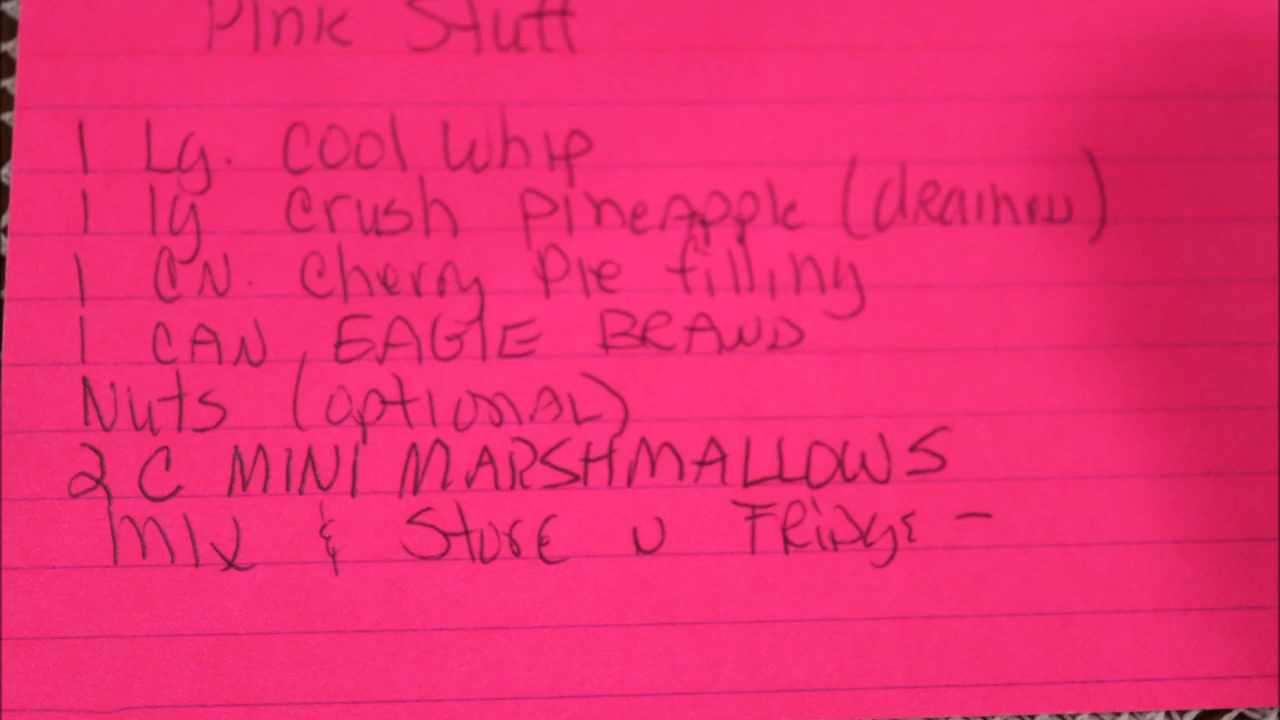 Pink Stuff
1 Lg. Cool Whip
1 lg crush pineapple (drained)
1 CN. Cherry Pie filling
1 CAN EAGlE BRAND
Nuts (optionAL)
2 C MINI MARSHMALLOWS
MIx & StorE N FRiDgE -